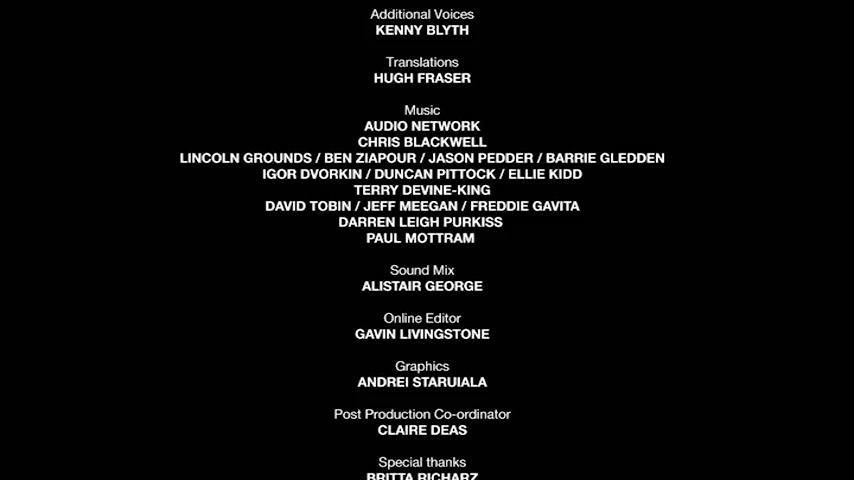 Additional Voices
KENNY BLYTH
Translations
HUGH FRASER
Music
AUDIO NETWORK
CHRIS BLACKWELL
LINCOLN GROUNDS / BEN ZIAPOUR / JASON PEDDER / BARRIE GLEDDEN
IGOR DVORKIN / DUNCAN PITTOCK / ELLIE KIDD
TERRY DEVINE-KING
DAVID TOBIN / JEFF MEEGAN / FREDDIE GAVITA
DARREN LEIGH PURKISS
PAUL MOTTRAM
Sound Mix
ALISTAIR GEORGE
Online Editor
GAVIN LIVINGSTONE
Graphics
ANDREI STARUIALA
Post Production Co-ordinator
CLAIRE DEAS
Special thanks
BRITTA RICHARZ